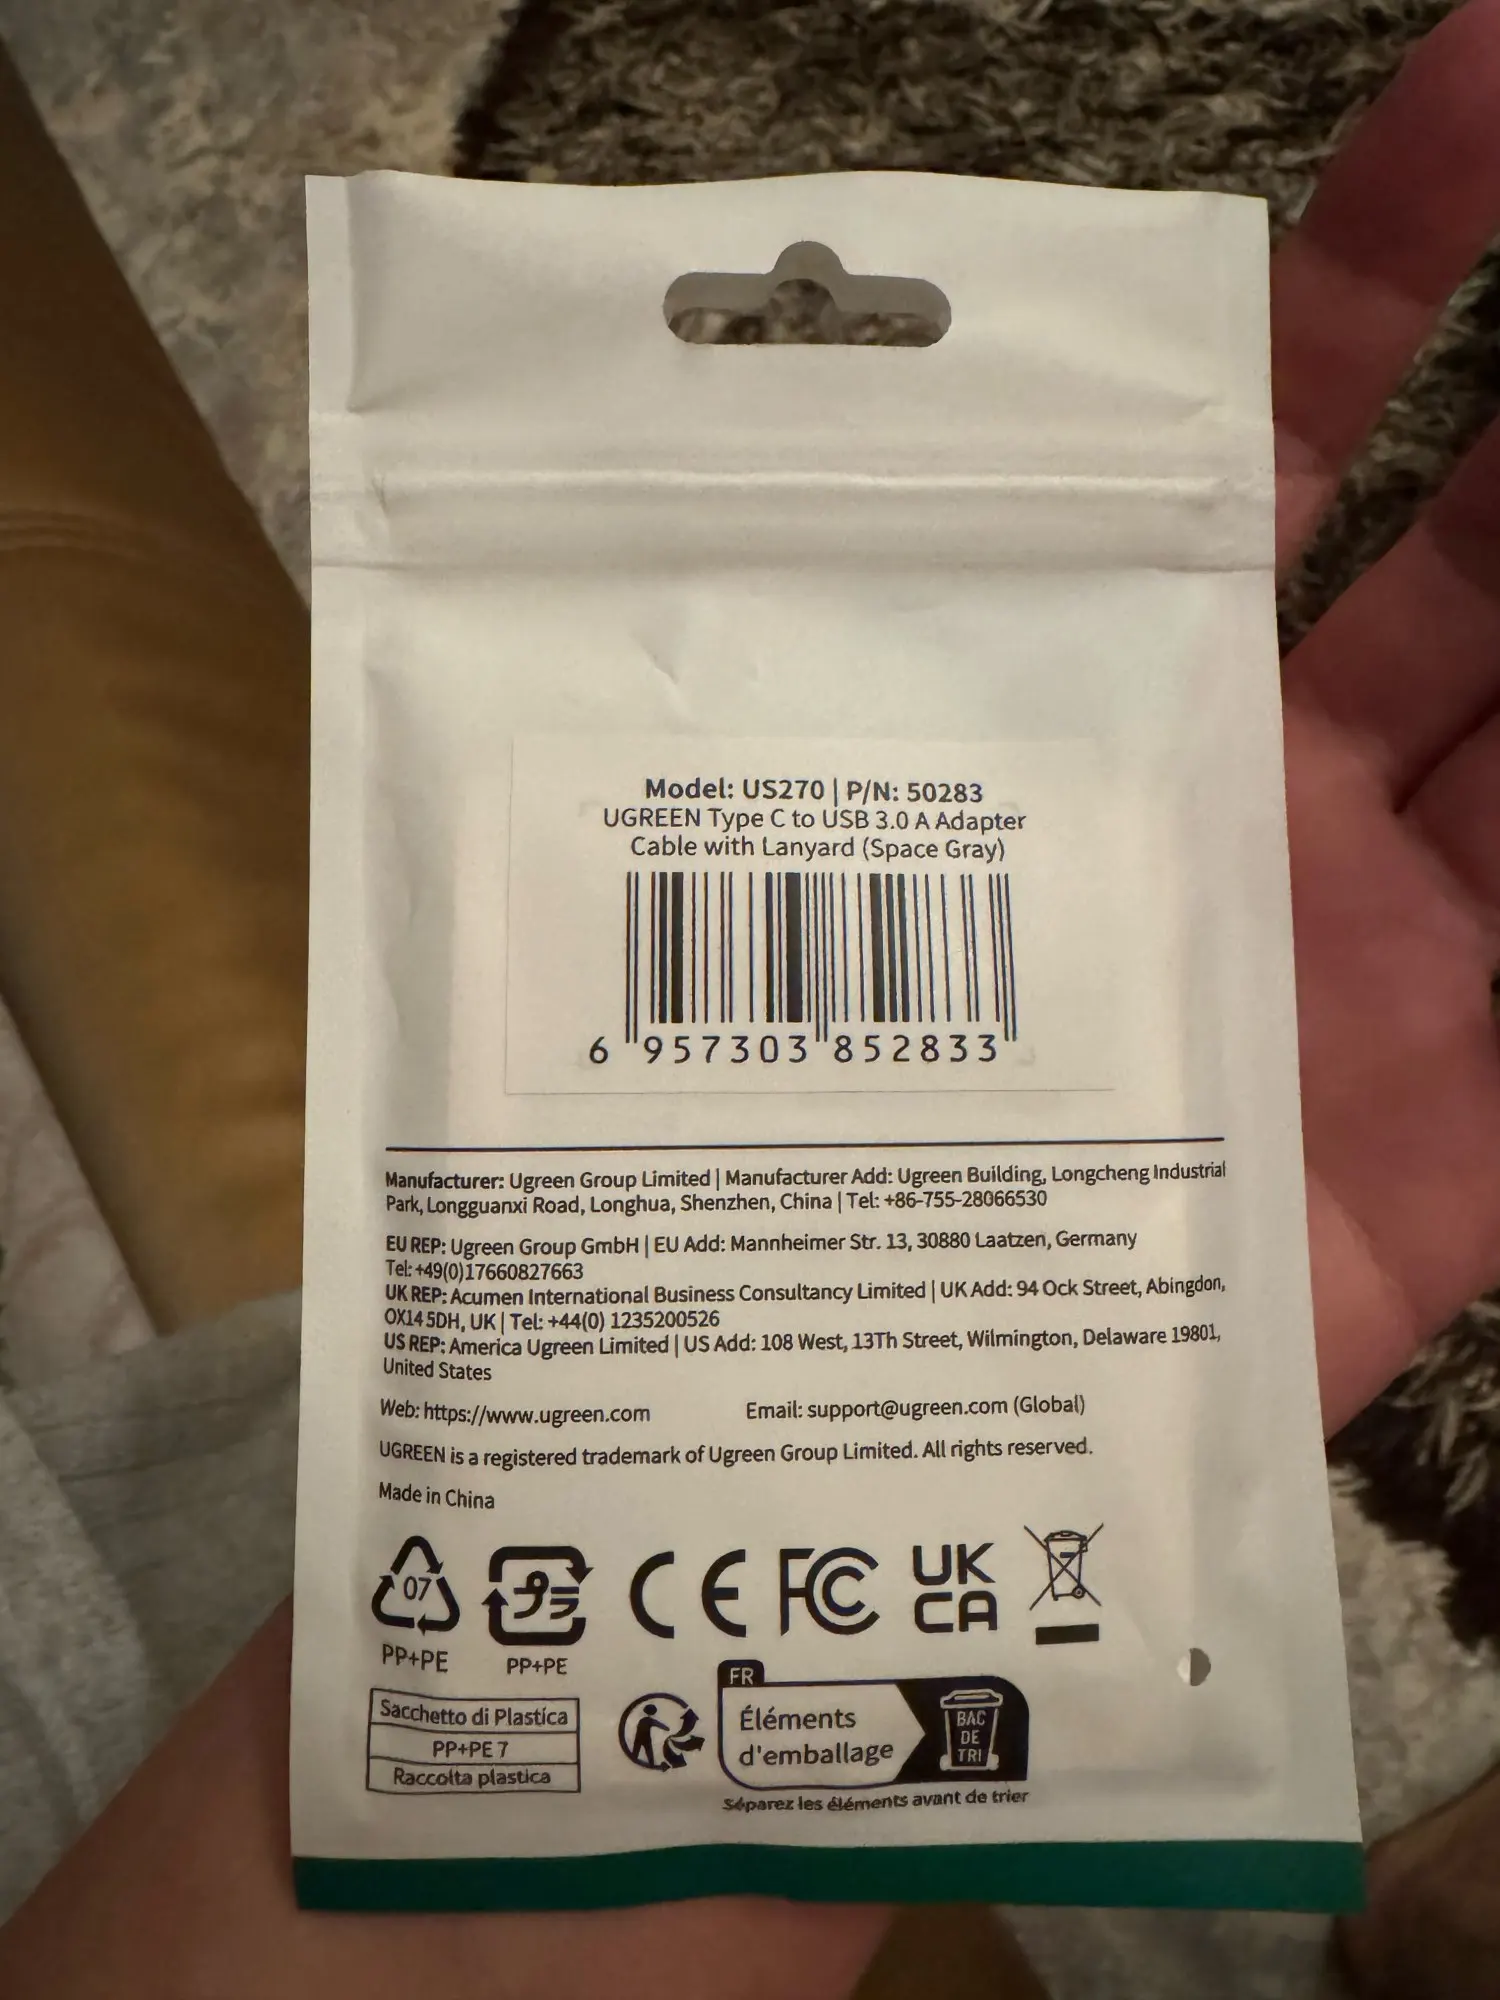 Model: US270 | P/N: 50283
UGREEN Type C to USB 3.0 A Adapter
Cable with Lanyard (Space Gray)
6 957303 852833
Manufacturer: Ugreen Group Limited | Manufacturer Add: Ugreen Building, Longcheng Industrial
Park, Longguanxi Road, Longhua, Shenzhen, China | Tel: +86-755-28066530
EU REP: Ugreen Group GmbH | EU Add: Mannheimer Str. 13, 30880 Laatzen, Germany
Tel: +49(0)17660827663
UK REP: Acumen International Business Consultancy Limited | UK Add: 94 Ock Street, Abingdon,
OX14 5DH, UK | Tel: +44(0) 1235200526
US REP: America Ugreen Limited | US Add: 108 West, 13Th Street, Wilmington, Delaware 19801,
United States
Web: https://www.ugreen.com Email: support@ugreen.com (Global)
UGREEN is a registered trademark of Ugreen Group Limited. All rights reserved.
Made in China
07
PP+PE
プラ
PP+PE
CE
FC
UK
CA
Sacchetto di Plastica
PP+PE 7
Raccolta plastica
FR
Éléments
d'emballage
BAC
DE
TRI
Séparez les éléments avant de trier